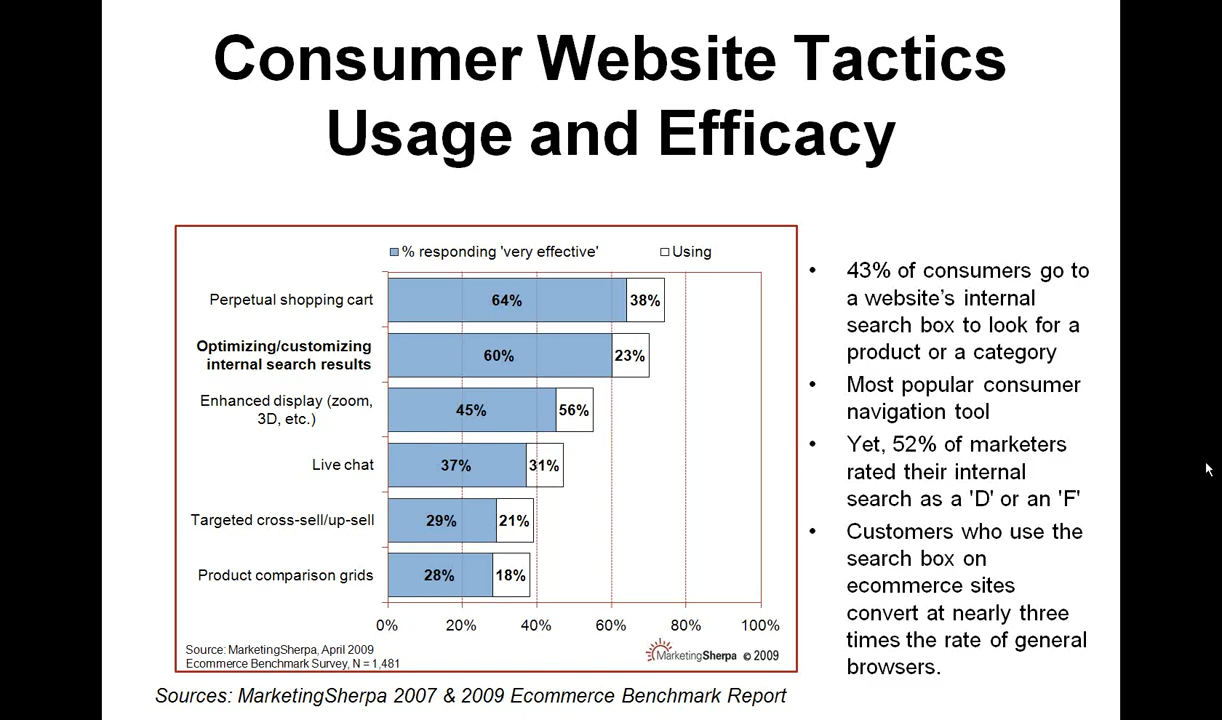 Consumer Website Tactics
Usage and Efficacy
% responding 'very effective'
Using
Perpetual shopping cart
64%
38%
Optimizing/customizing
internal search results
60%
23%
Enhanced display (zoom,
3D, etc.)
45%
56%
Live chat
37%
31%
Targeted cross-sell/up-sell
29%
21%
Product comparison grids
28%
18%
0% 20% 40% 60% 80% 100%
Source: MarketingSherpa, April 2009
Ecommerce Benchmark Survey, N = 1,481
MarketingSherpa © 2009
Sources: MarketingSherpa 2007 & 2009 Ecommerce Benchmark Report
• 43% of consumers go to
a website's internal
search box to look for a
product or a category
• Most popular consumer
navigation tool
• Yet, 52% of marketers
rated their internal
search as a 'D' or an 'F'
• Customers who use the
search box on
ecommerce sites
convert at nearly three
times the rate of general
browsers.